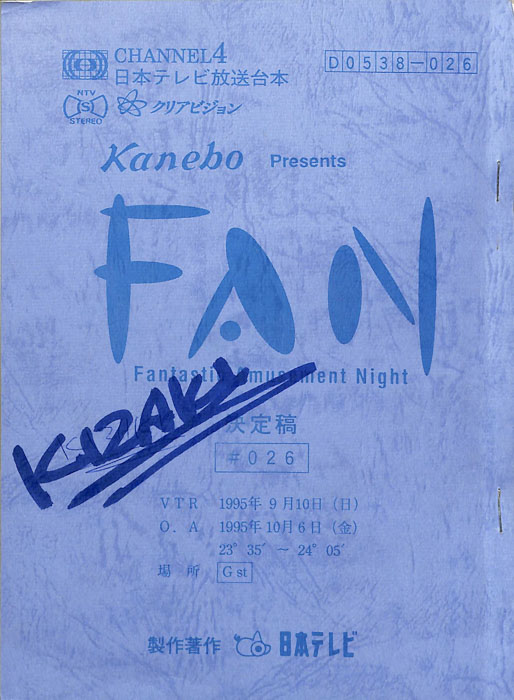 CHANNEL4
D0538-026
日本テレビ放送台本
NTV
S
STEREO
クリアビジョン
Kanebo Presents
FAN
Fantastic Amusement Night
KIZAKI
決定稿
#026
VTR 1995年9月10日(日)
O.A 1995年10月6日(金)
23°35′~24°05′
場所 G st
製作著作 日本テレビ